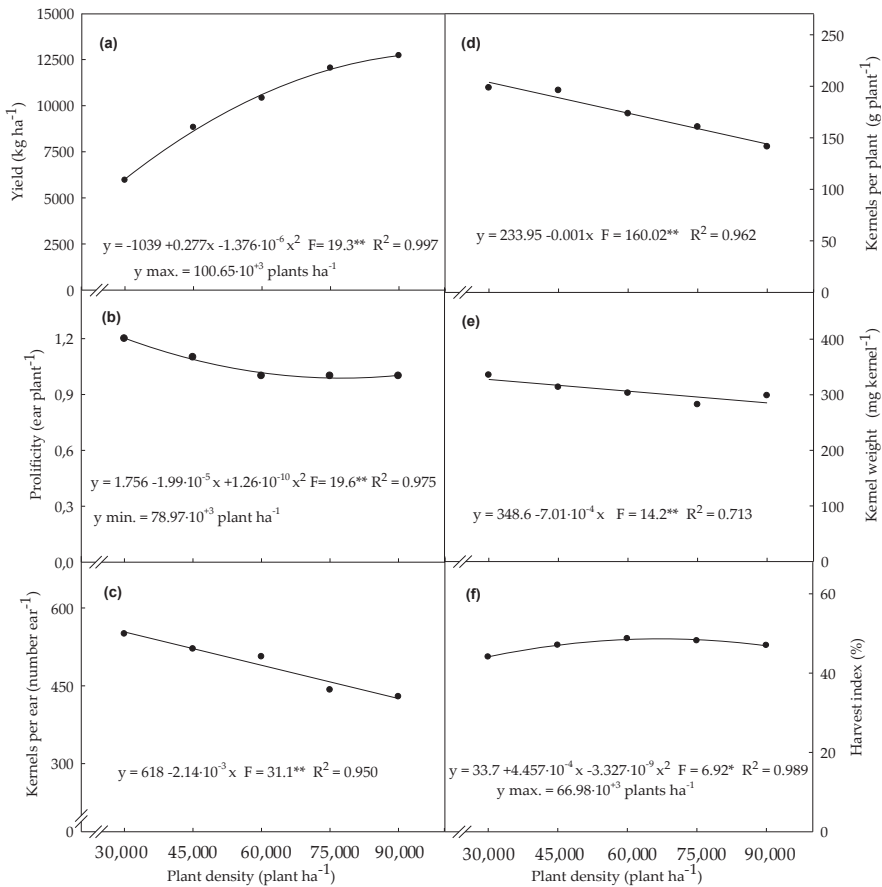 (a)
15000
12500
10000
7500
5000
2500
0
Yield (kg ha⁻¹)
y = -1039 +0.277x -1.376·10⁻⁶ x² F= 19.3** R² = 0.997
y max. = 100.65·10⁺³ plants ha⁻¹
(b)
1,2
0,9
0,6
0,3
0,0
Prolificity (ear plant⁻¹)
y = 1.756 -1.99·10⁻⁵ x +1.26·10⁻¹⁰ x² F= 19.6** R² = 0.975
y min. = 78.97·10⁺³ plant ha⁻¹
(c)
600
450
300
0
Kernels per ear (number ear⁻¹)
y = 618 -2.14·10⁻³ x F = 31.1** R² = 0.950
30,000 45,000 60,000 75,000 90,000
Plant density (plant ha⁻¹)
(d)
250
200
150
100
50
0
Kernels per plant (g plant⁻¹)
y = 233.95 -0.001x F = 160.02** R² = 0.962
(e)
400
300
200
100
0
Kernel weight (mg kernel⁻¹)
y = 348.6 -7.01·10⁻⁴ x F = 14.2** R² = 0.713
(f)
60
40
20
0
Harvest index (%)
y = 33.7 +4.457·10⁻⁴ x -3.327·10⁻⁹ x² F = 6.92* R² = 0.989
y max. = 66.98·10⁺³ plants ha⁻¹
30,000 45,000 60,000 75,000 90,000
Plant density (plant ha⁻¹)